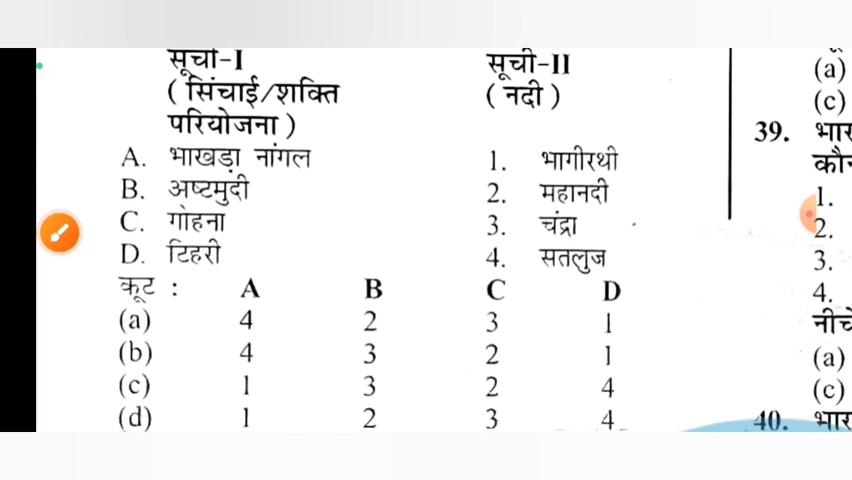 सूची-I सूची-II
(सिंचाई/शक्ति (नदी)
परियोजना)
A. भाखड़ा नांगल 1. भागीरथी
B. अष्टमुदी 2. महानदी
C. गोहना 3. चंद्रा
D. टिहरी 4. सतलुज
कूट : A B C D
(a) 4 2 3 1
(b) 4 3 2 1
(c) 1 3 2 4
(d) 1 2 3 4
(a)
(c)
39.
1.
2.
3.
4.
(a)
(c)
40.